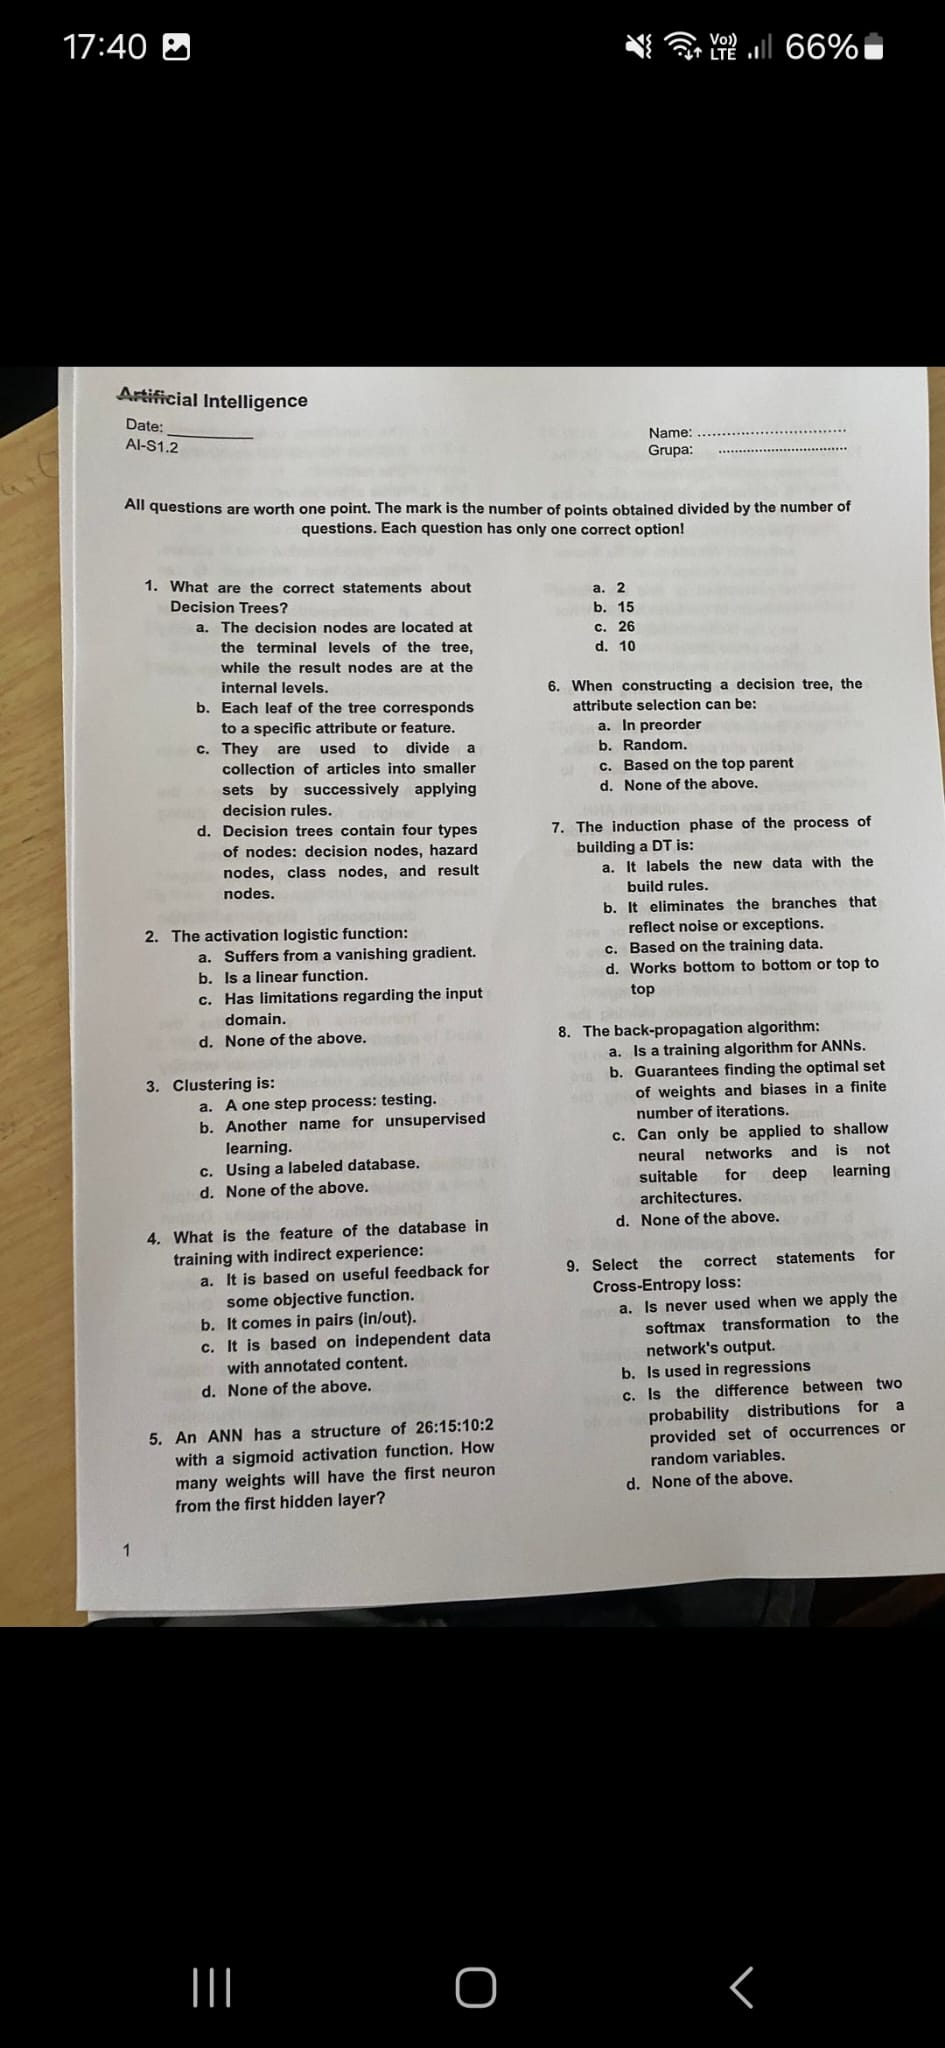 17:40
Vo))
LTE
66%
Artificial Intelligence
Date: __________
AI-S1.2
Name: ................................
Grupa: ................................
All questions are worth one point. The mark is the number of points obtained divided by the number of
questions. Each question has only one correct option!
1. What are the correct statements about
Decision Trees?
a. The decision nodes are located at
the terminal levels of the tree,
while the result nodes are at the
internal levels.
b. Each leaf of the tree corresponds
to a specific attribute or feature.
c. They are used to divide a
collection of articles into smaller
sets by successively applying
decision rules.
d. Decision trees contain four types
of nodes: decision nodes, hazard
nodes, class nodes, and result
nodes.
2. The activation logistic function:
a. Suffers from a vanishing gradient.
b. Is a linear function.
c. Has limitations regarding the input
domain.
d. None of the above.
3. Clustering is:
a. A one step process: testing.
b. Another name for unsupervised
learning.
c. Using a labeled database.
d. None of the above.
4. What is the feature of the database in
training with indirect experience:
a. It is based on useful feedback for
some objective function.
b. It comes in pairs (in/out).
c. It is based on independent data
with annotated content.
d. None of the above.
5. An ANN has a structure of 26:15:10:2
with a sigmoid activation function. How
many weights will have the first neuron
from the first hidden layer?
a. 2
b. 15
c. 26
d. 10
6. When constructing a decision tree, the
attribute selection can be:
a. In preorder
b. Random.
c. Based on the top parent
d. None of the above.
7. The induction phase of the process of
building a DT is:
a. It labels the new data with the
build rules.
b. It eliminates the branches that
reflect noise or exceptions.
c. Based on the training data.
d. Works bottom to bottom or top to
top
8. The back-propagation algorithm:
a. Is a training algorithm for ANNs.
b. Guarantees finding the optimal set
of weights and biases in a finite
number of iterations.
c. Can only be applied to shallow
neural networks and is not
suitable for deep learning
architectures.
d. None of the above.
9. Select the correct statements for
Cross-Entropy loss:
a. Is never used when we apply the
softmax transformation to the
network's output.
b. Is used in regressions
c. Is the difference between two
probability distributions for a
provided set of occurrences or
random variables.
d. None of the above.
1